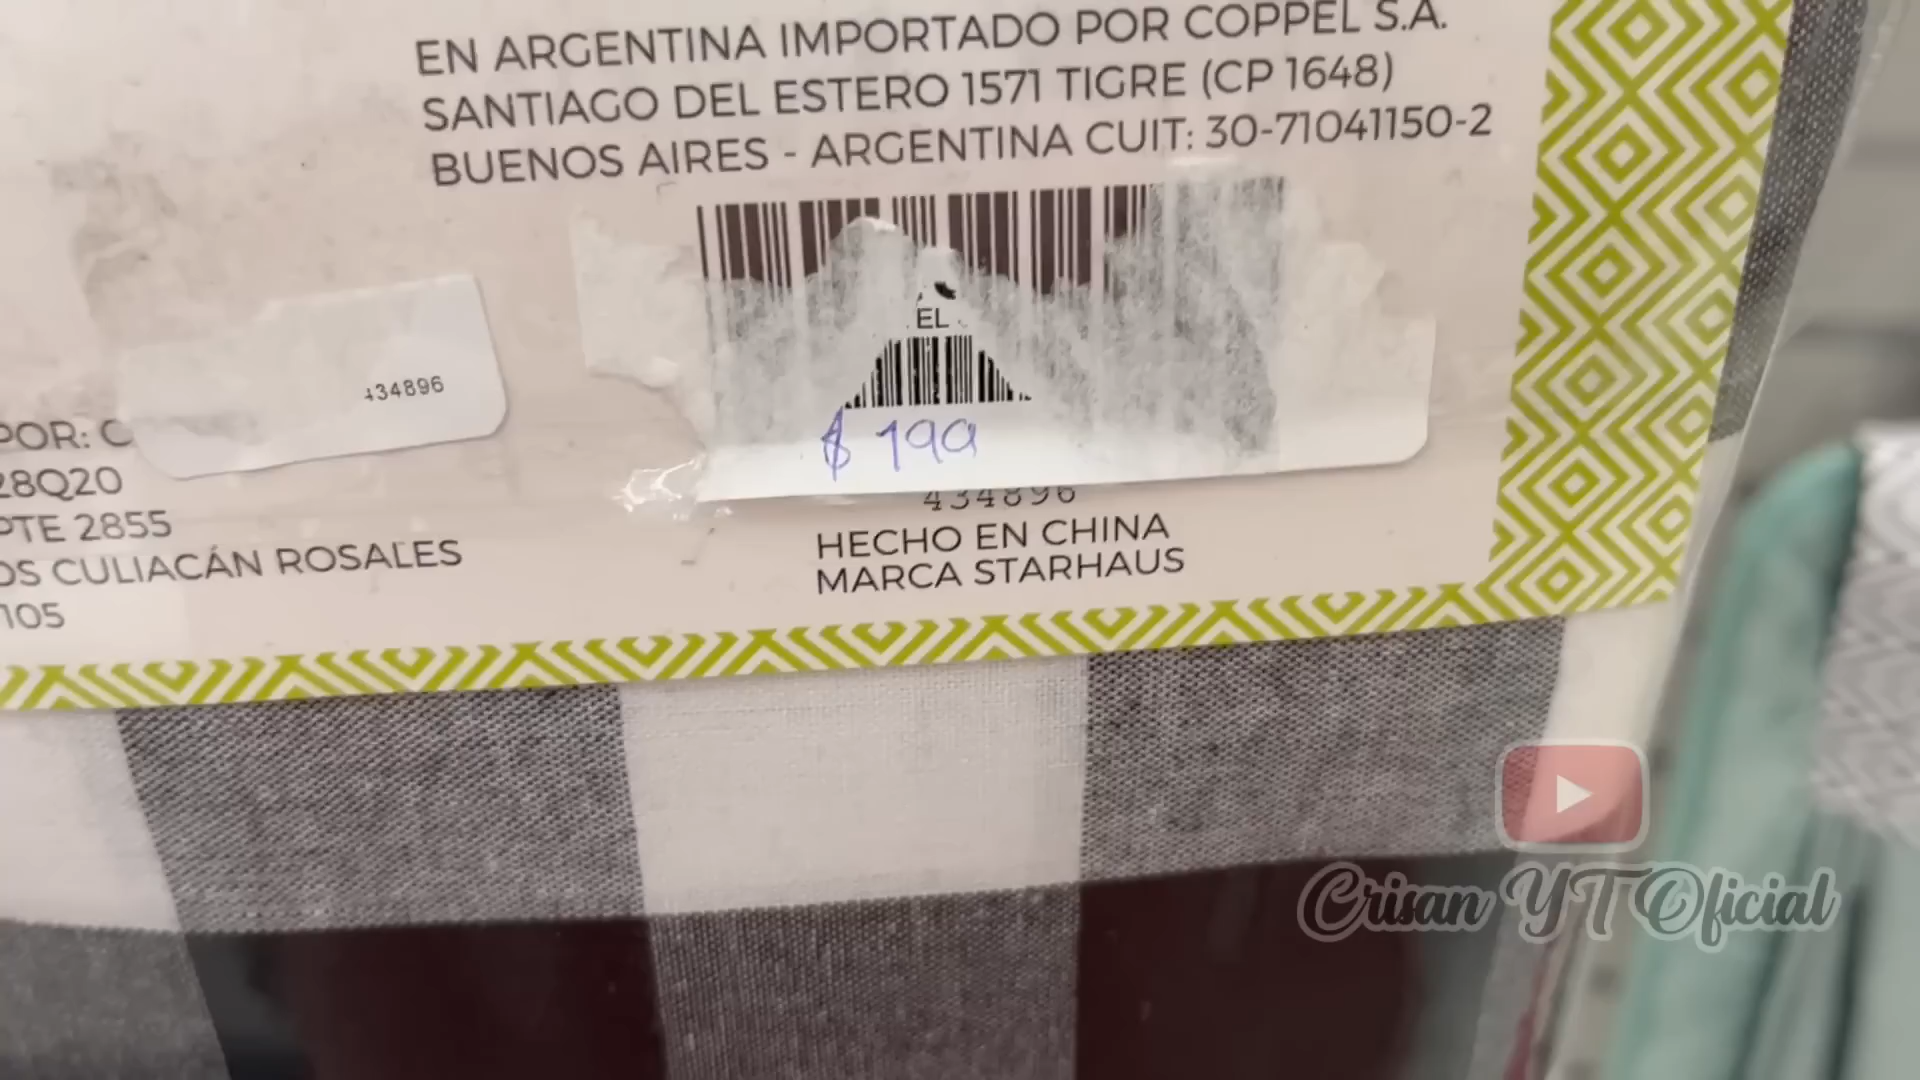 EN ARGENTINA IMPORTADO POR COPPEL S.A.
SANTIAGO DEL ESTERO 1571 TIGRE (CP 1648)
BUENOS AIRES - ARGENTINA CUIT: 30-71041150-2
EL
434896
$ 199
POR: C
28Q20
PTE 2855
OS CULIACÁN ROSALES
105
434896
HECHO EN CHINA
MARCA STARHAUS
Crisan YT Oficial